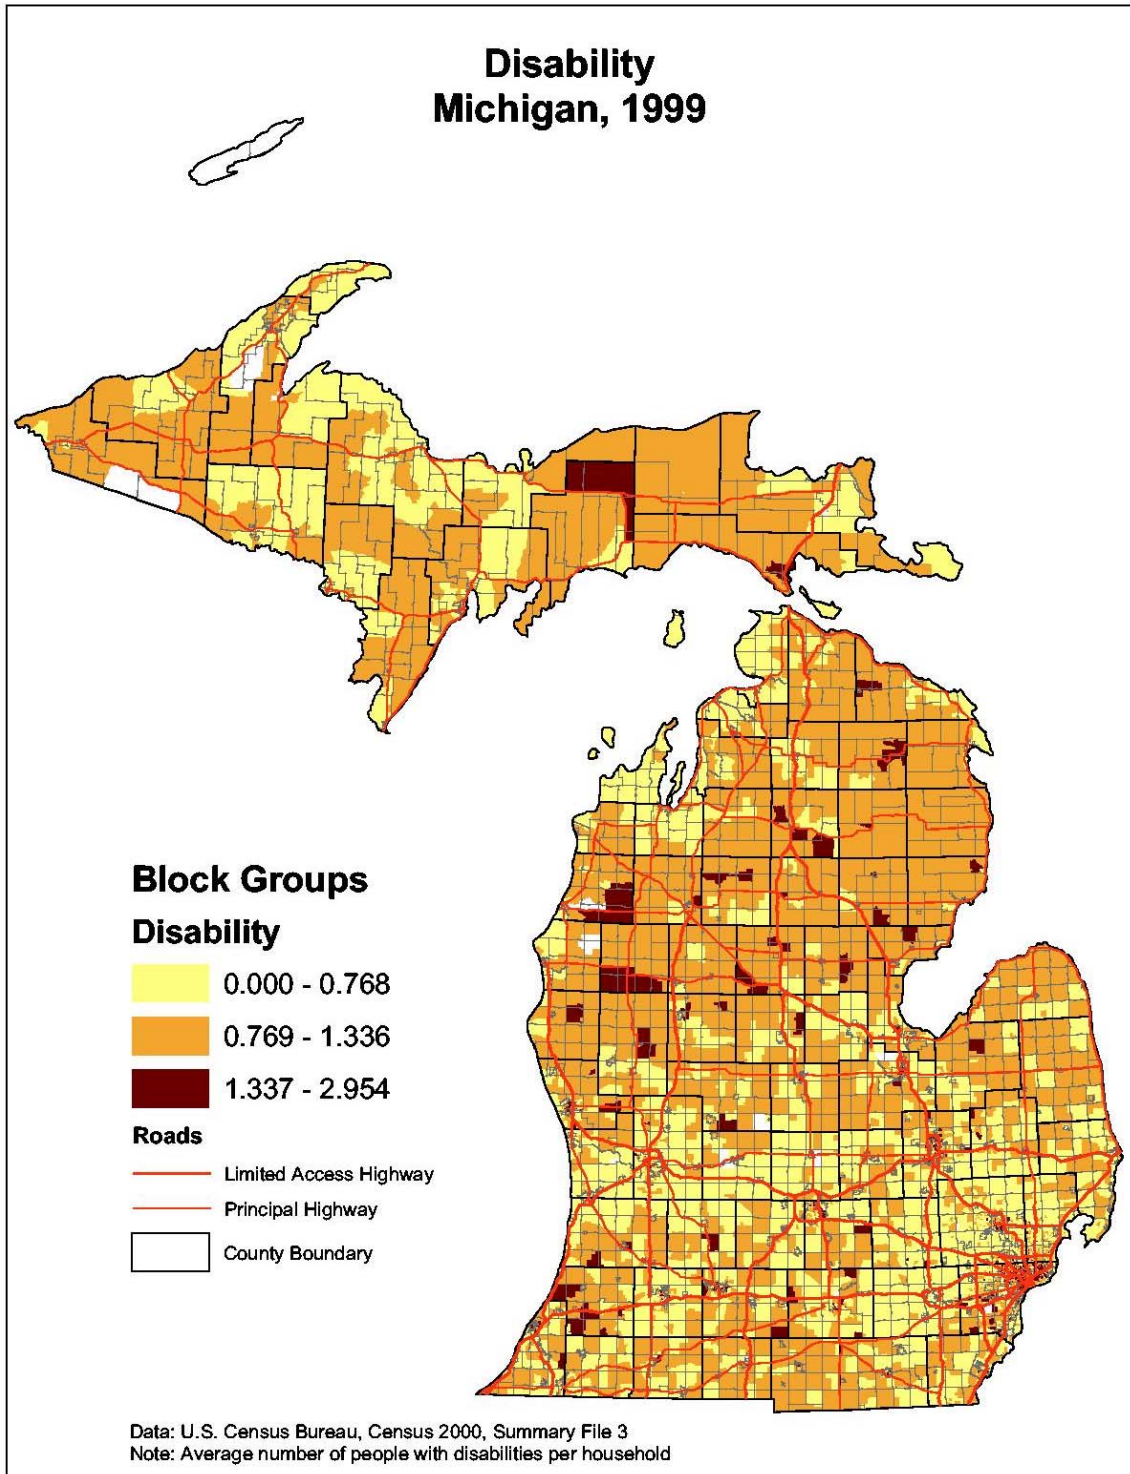 Disability
Michigan, 1999
Block Groups
Disability
0.000 - 0.768
0.769 - 1.336
1.337 - 2.954
Roads
Limited Access Highway
Principal Highway
County Boundary
Data: U.S. Census Bureau, Census 2000, Summary File 3
Note: Average number of people with disabilities per household